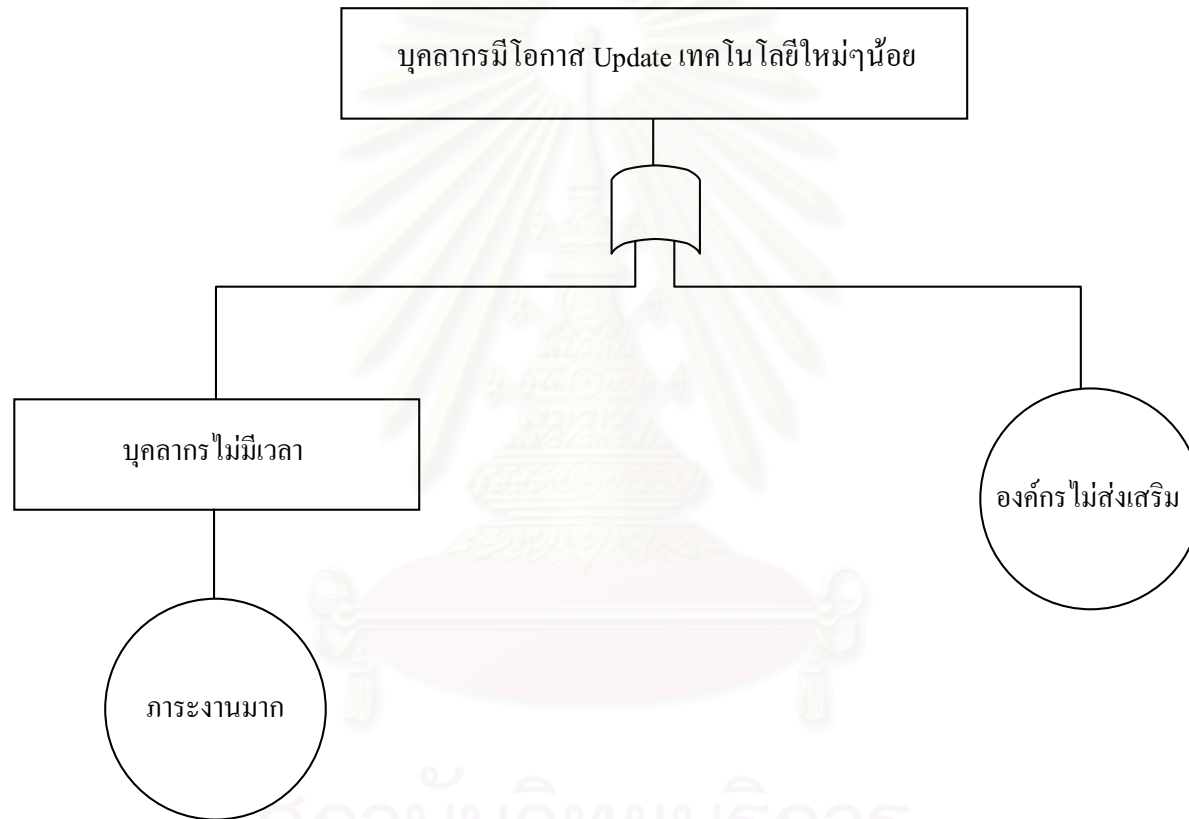 บุคลากรมีโอกาส Update เทคโนโลยีใหม่ๆน้อย
บุคลากรไม่มีเวลา
องค์กรไม่ส่งเสริม
ภาระงานมาก